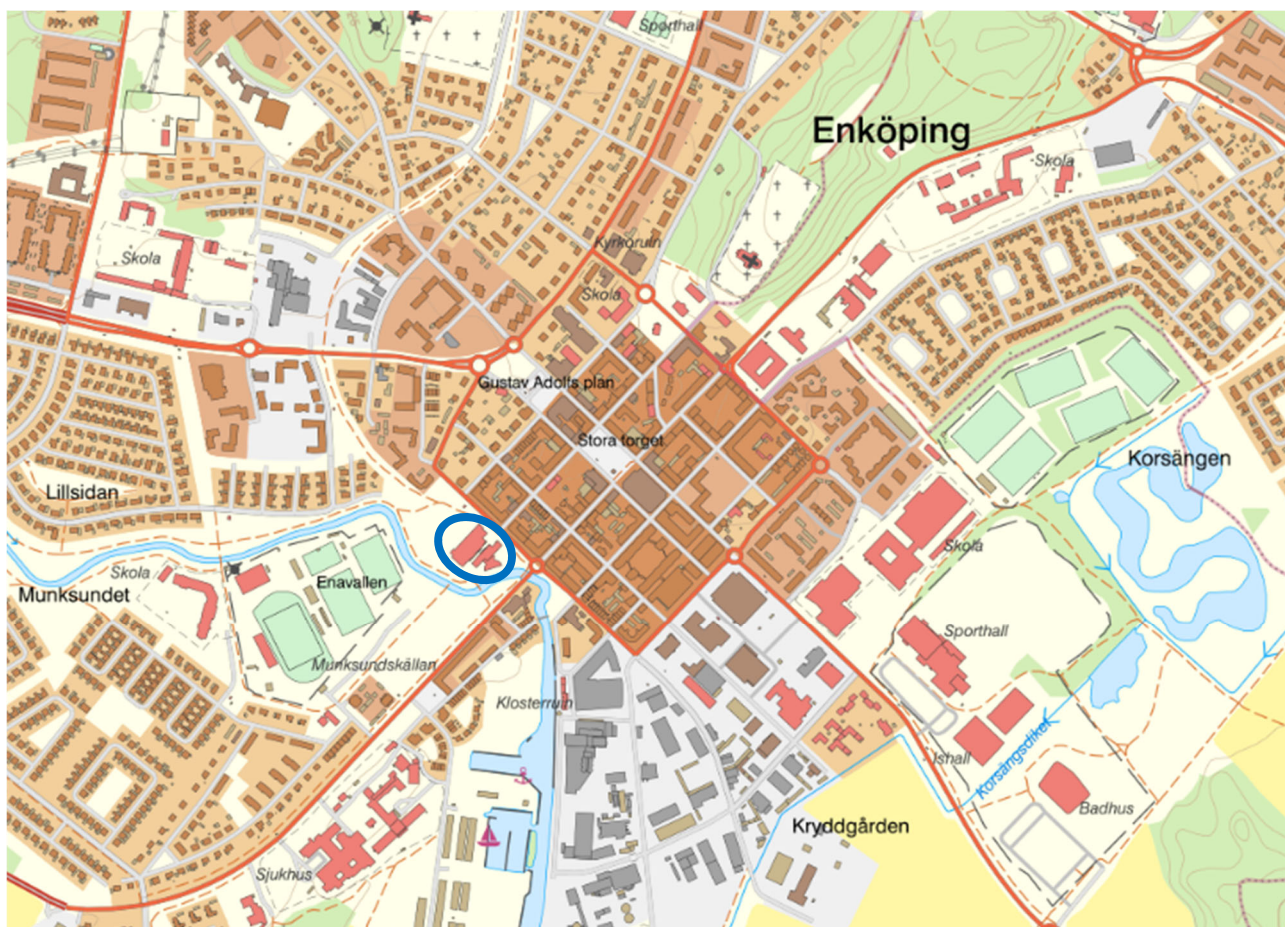 Sporthall
Enköping
Skola
Kyrkoruin
Skola
Skola
Gustav Adolfs plan
Stora torget
Korsängen
Lillsidan
Skola
Skola
Enavallen
Munksundet
Sporthall
Munksundskällan
Klosterruin
Korsängsdiket
Ishall
Badhus
Kryddgården
Sjukhus